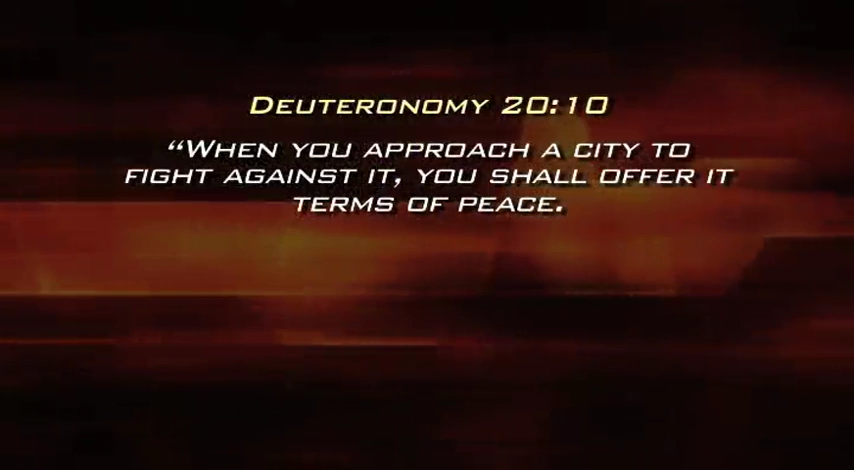 Deuteronomy 20:10
“When you approach a city to
fight against it, you shall offer it
terms of peace.